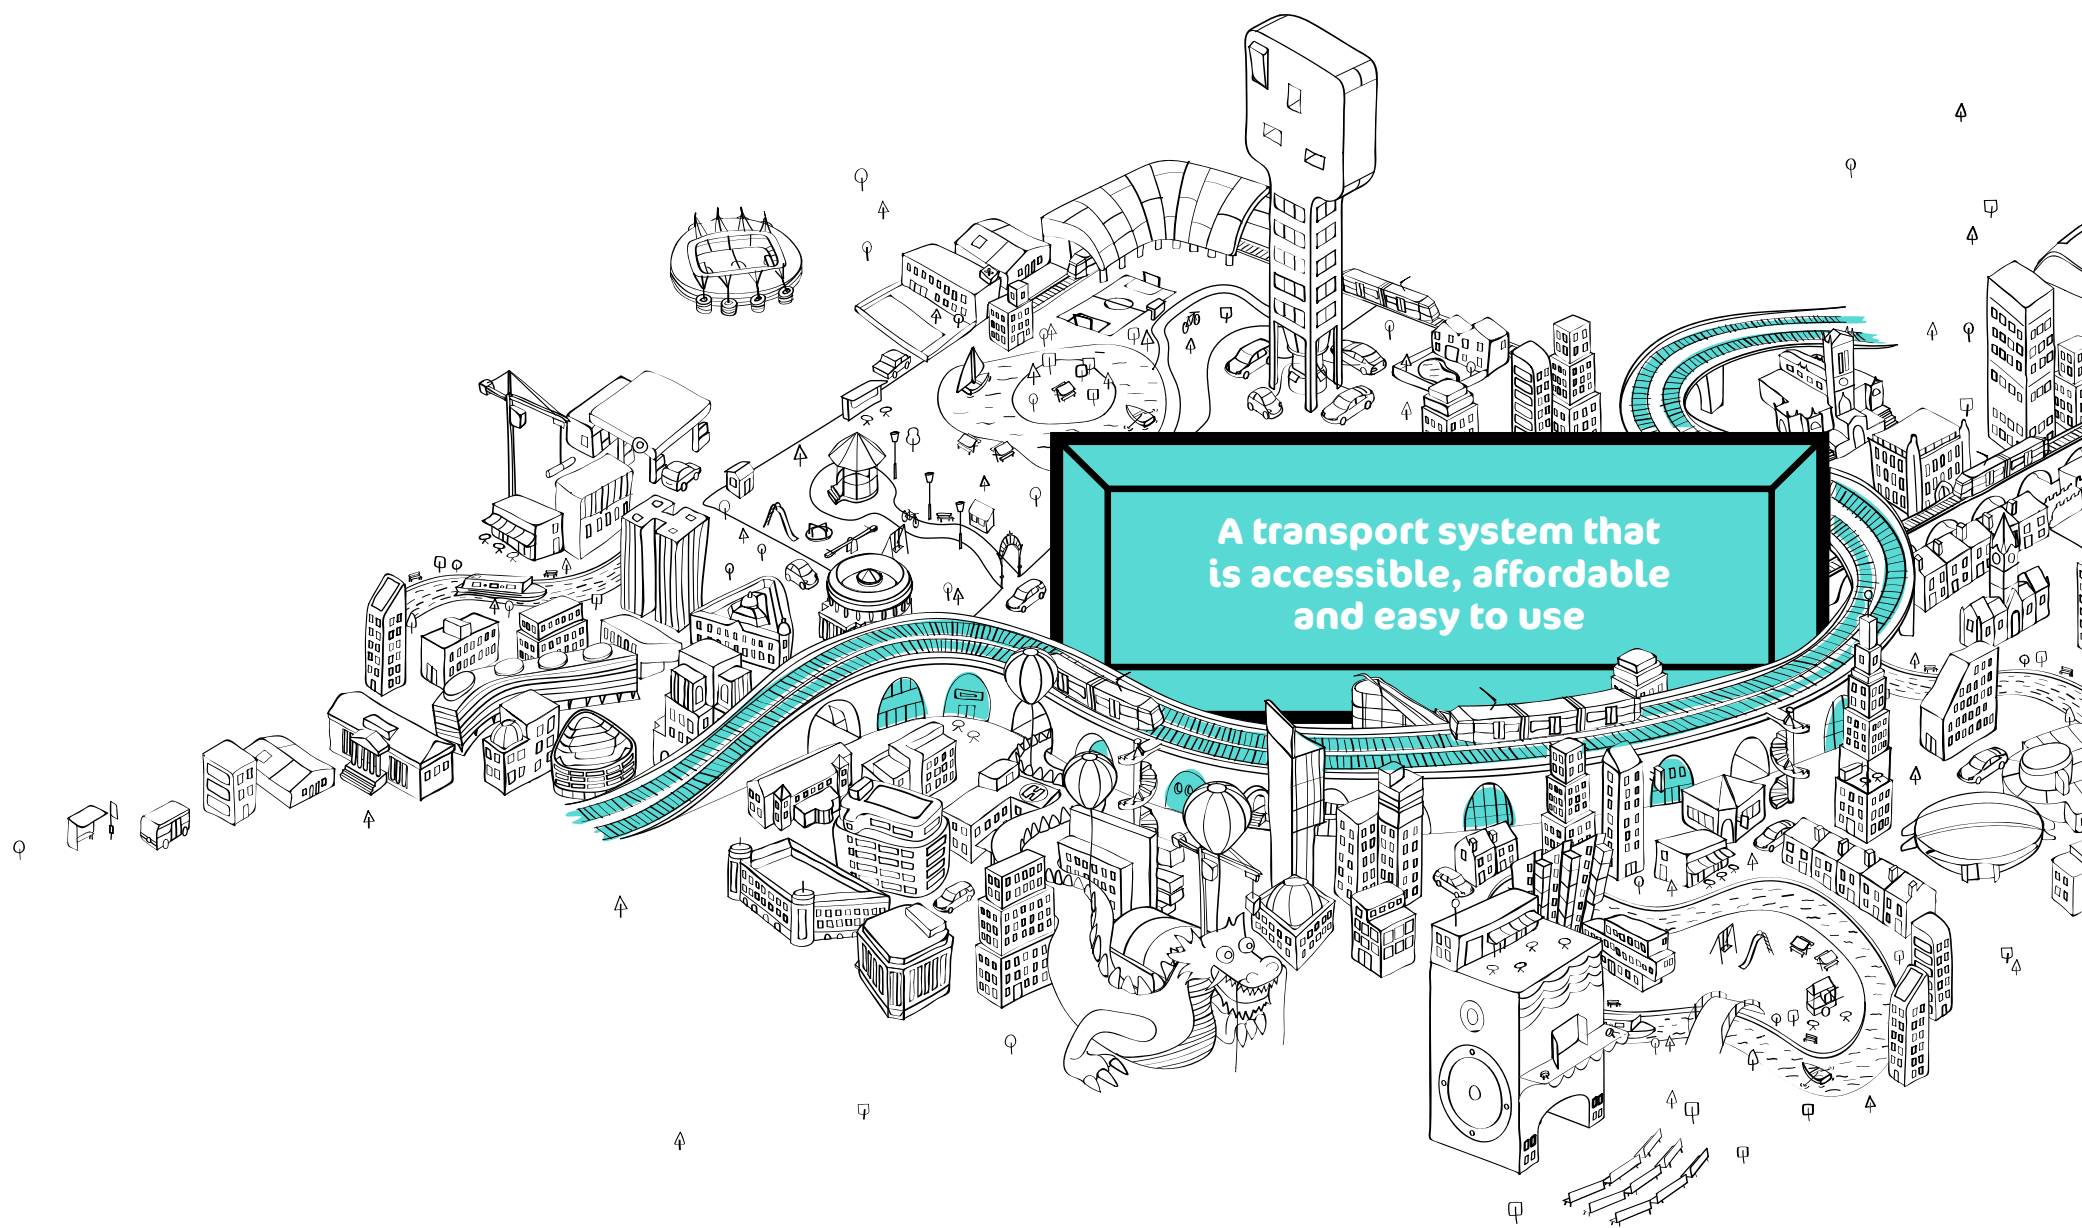 A transport system that
is accessible, affordable
and easy to use